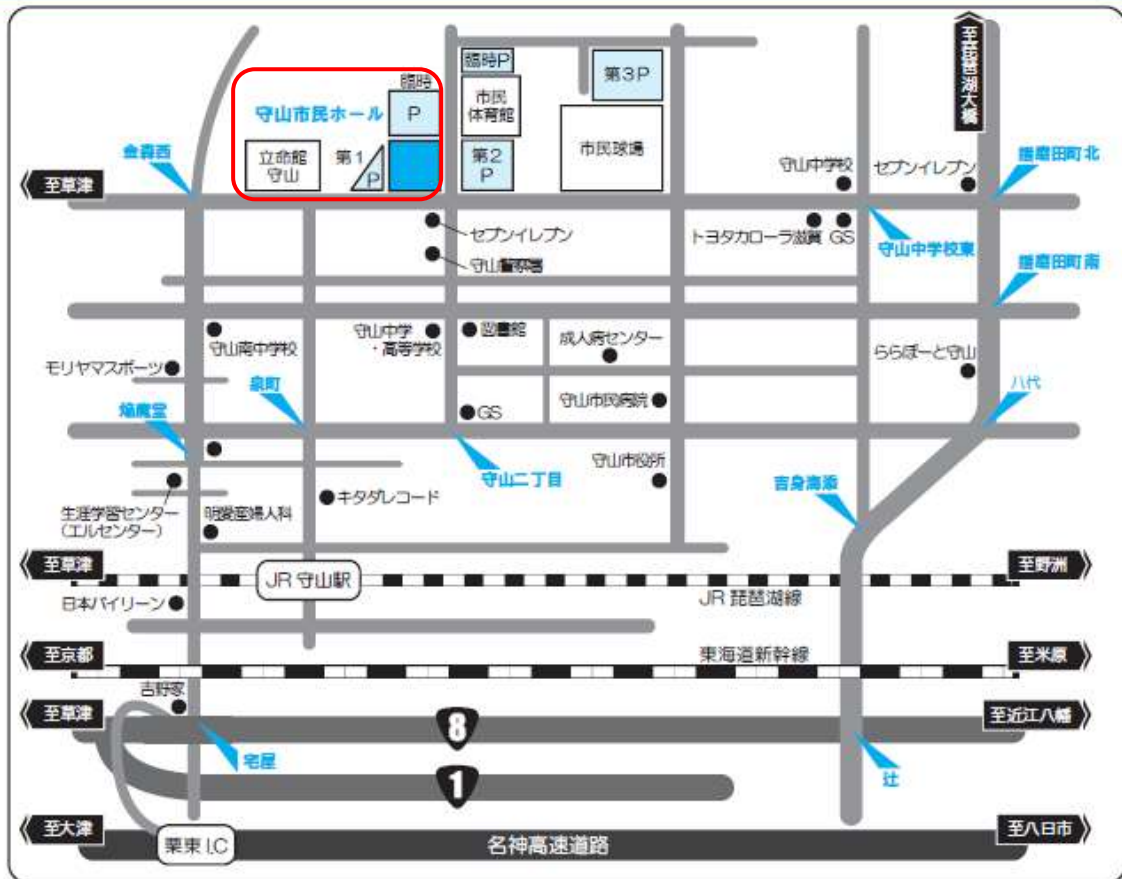 至琵琶湖大橋
臨時P
第3P
臨時
P
守山市民ホール
市民
体育館
市民球場
金森西
立命館
守山
第1
P
第2
P
守山中学校
セブンイレブン
播磨田町北
至草津
セブンイレブン
トヨタカローラ滋賀
GS
守山中学校東
守山警察署
播磨田町南
守山南中学校
守山中学
・高等学校
図書館
成人病センター
ららぽーと守山
モリヤマスポーツ
泉町
守山市民病院
八代
焔魔堂
GS
守山二丁目
守山市役所
吉身海添
キタダレコード
生涯学習センター
(エルセンター)
明愛産婦人科
至草津
JR 守山駅
至野洲
JR 琵琶湖線
日本バイリーン
至京都
東海道新幹線
至米原
吉野家
至草津
8
至近江八幡
宅屋
辻
1
至大津
栗東 I.C
名神高速道路
至八日市